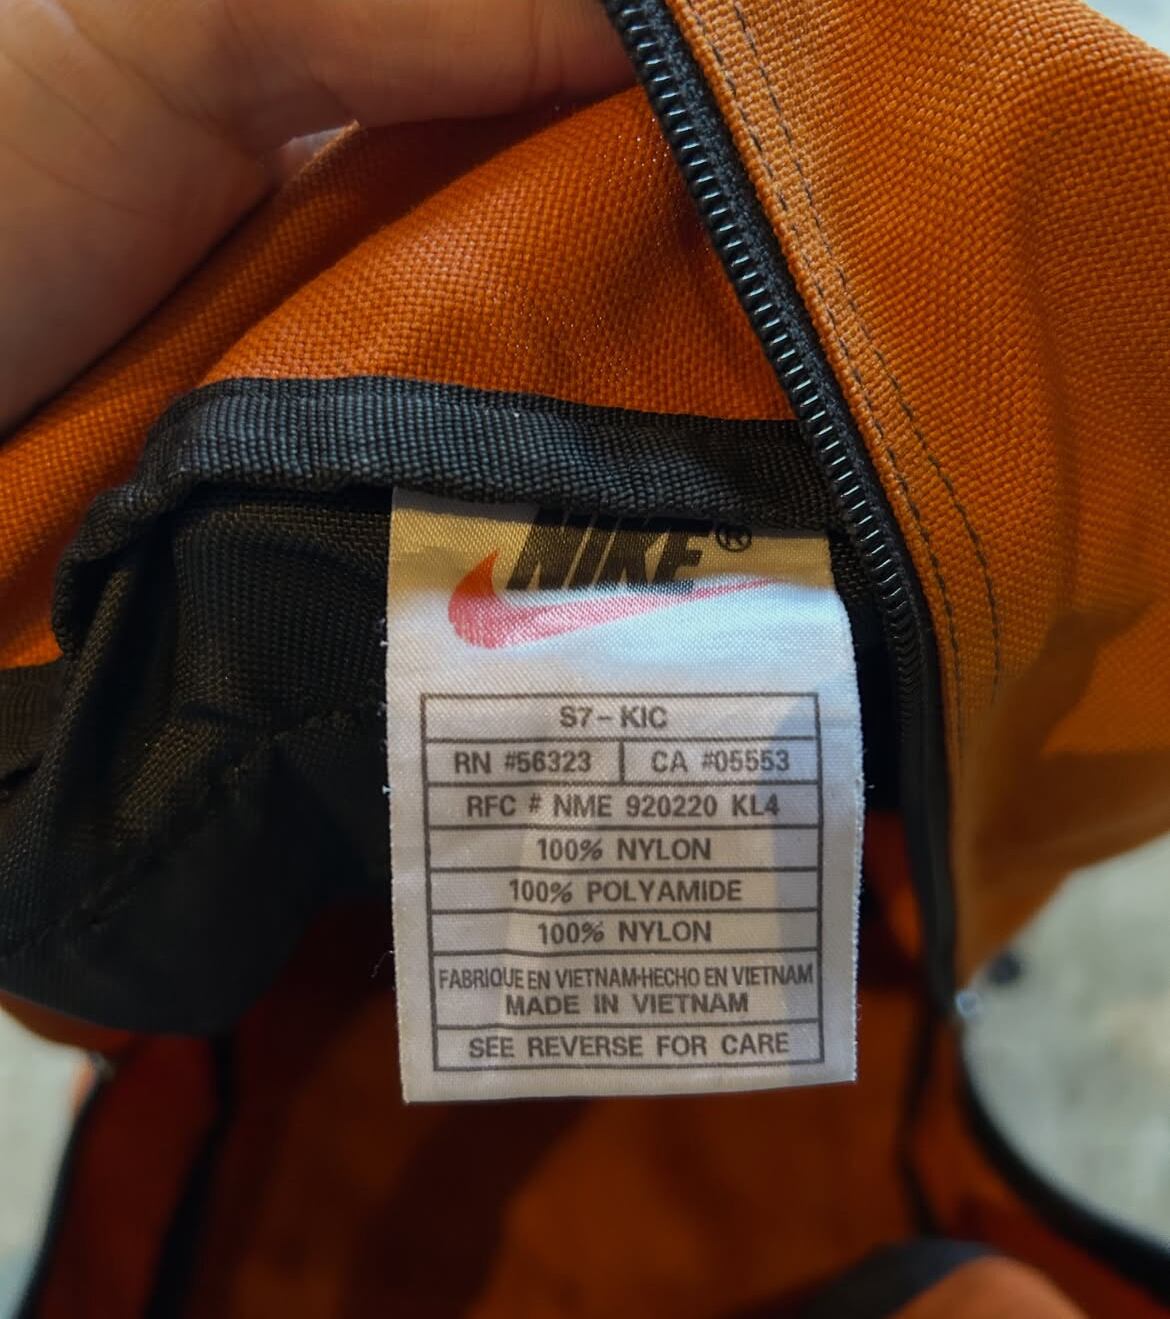 NIKE®
S7-KIC
RN #56323 CA #05553
RFC # NME 920220 KL4
100% NYLON
100% POLYAMIDE
100% NYLON
FABRIQUE EN VIETNAM-HECHO EN VIETNAM
MADE IN VIETNAM
SEE REVERSE FOR CARE